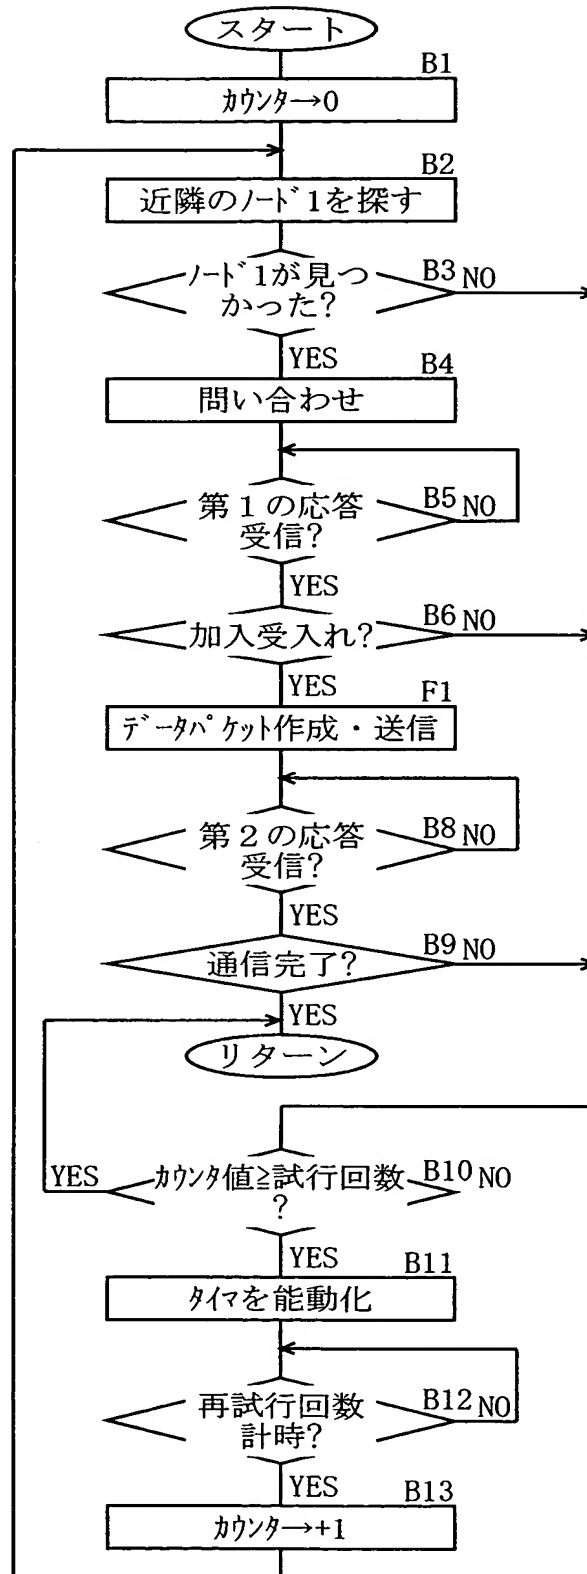 スタート
B1
カウンタ→0
B2
近隣のノード1を探す
ノード1が見つ
かった?
B3 NO
YES
B4
問い合わせ
第1の応答
受信?
B5 NO
YES
加入受入れ?
B6 NO
YES
F1
データパケット作成・送信
第2の応答
受信?
B8 NO
YES
通信完了?
B9 NO
YES
リターン
YES
カウンタ値≧試行回数
?
B10 NO
YES
B11
タイマを能動化
再試行回数
計時?
B12 NO
YES
B13
カウンタ→+1